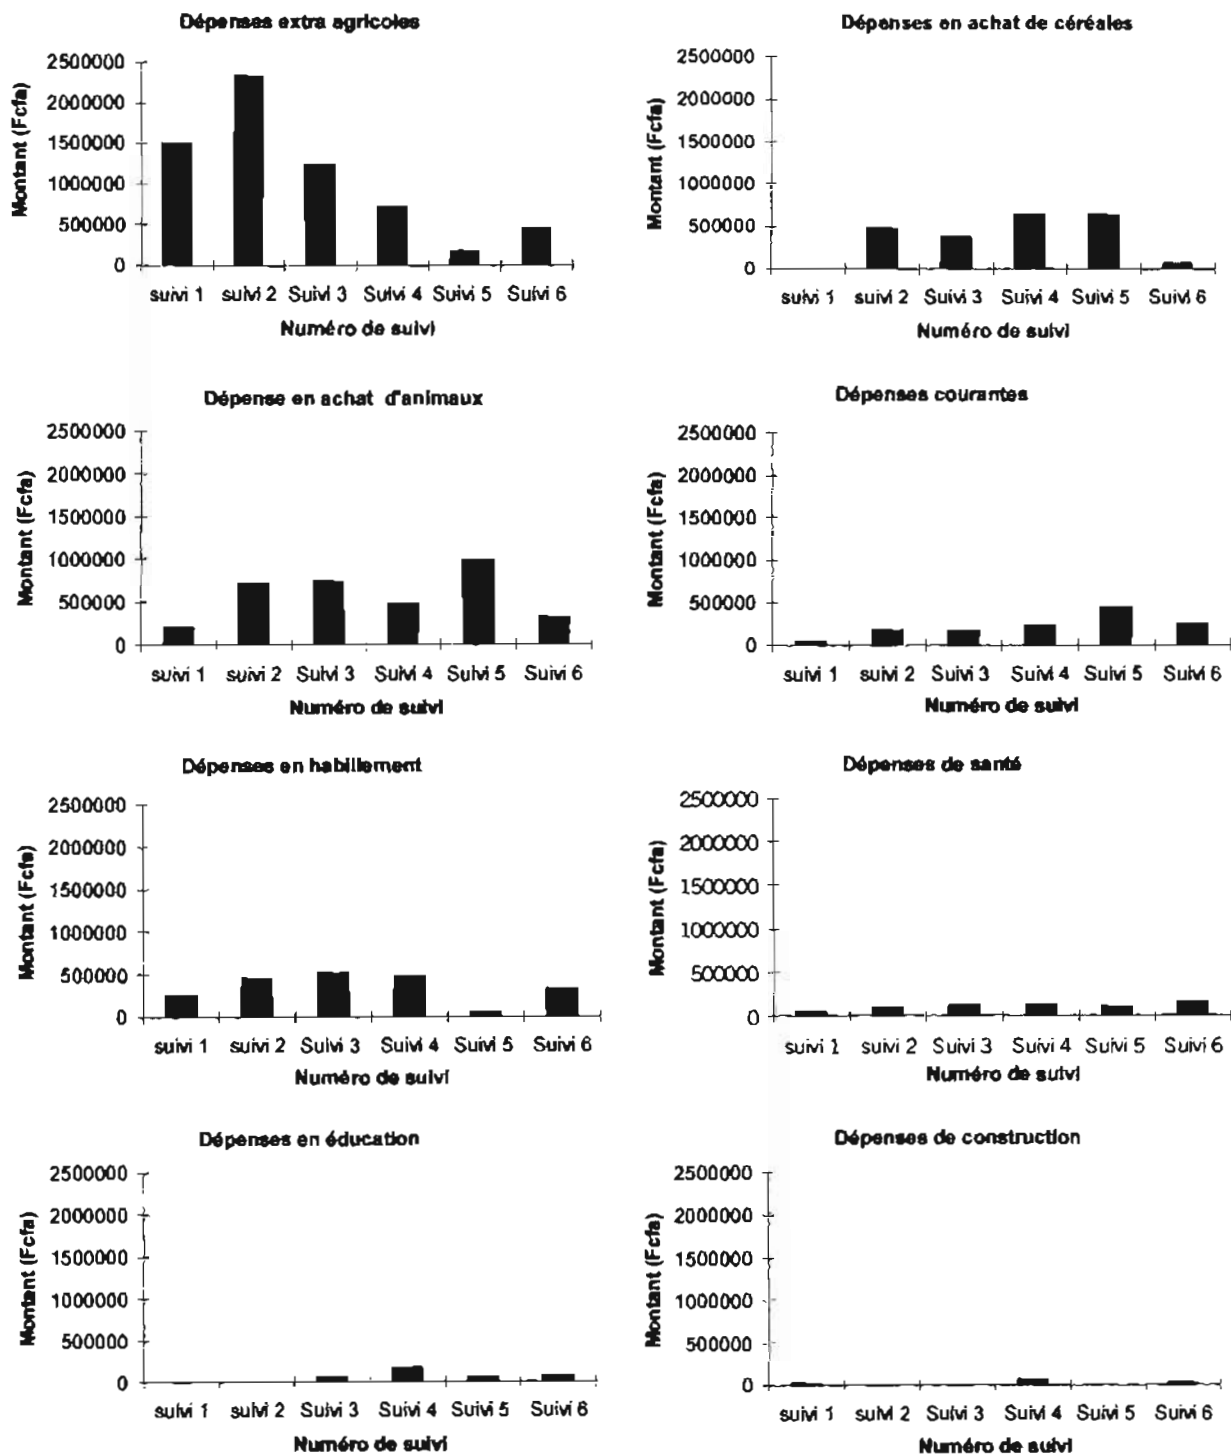 Dépenses extra agricoles
Montant (Fcfa)
2500000
2000000
1500000
1000000
500000
0
suivi 1 suivi 2 Suivi 3 Suivi 4 Suivi 5 Suivi 6
Numéro de suivi
Dépenses en achat de céréales
Montant (Fcfa)
2500000
2000000
1500000
1000000
500000
0
suivi 1 suivi 2 Suivi 3 Suivi 4 Suivi 5 Suivi 6
Numéro de suivi
Dépense en achat d'animaux
Montant (Fcfa)
2500000
2000000
1500000
1000000
500000
0
suivi 1 suivi 2 Suivi 3 Suivi 4 Suivi 5 Suivi 6
Numéro de suivi
Dépenses courantes
Montant (Fcfa)
2500000
2000000
1500000
1000000
500000
0
suivi 1 suivi 2 Suivi 3 Suivi 4 Suivi 5 Suivi 6
Numéro de suivi
Dépenses en habillement
Montant (Fcfa)
2500000
2000000
1500000
1000000
500000
0
suivi 1 suivi 2 Suivi 3 Suivi 4 Suivi 5 Suivi 6
Numéro de suivi
Dépenses de santé
Montant (Fcfa)
2500000
2000000
1500000
1000000
500000
0
suivi 1 suivi 2 Suivi 3 Suivi 4 Suivi 5 Suivi 6
Numéro de suivi
Dépenses en éducation
Montant (Fcfa)
2500000
2000000
1500000
1000000
500000
0
suivi 1 suivi 2 Suivi 3 Suivi 4 Suivi 5 Suivi 6
Numéro de suivi
Dépenses de construction
Montant (Fcfa)
2500000
2000000
1500000
1000000
500000
0
suivi 1 suivi 2 Suivi 3 Suivi 4 Suivi 5 Suivi 6
Numéro de suivi